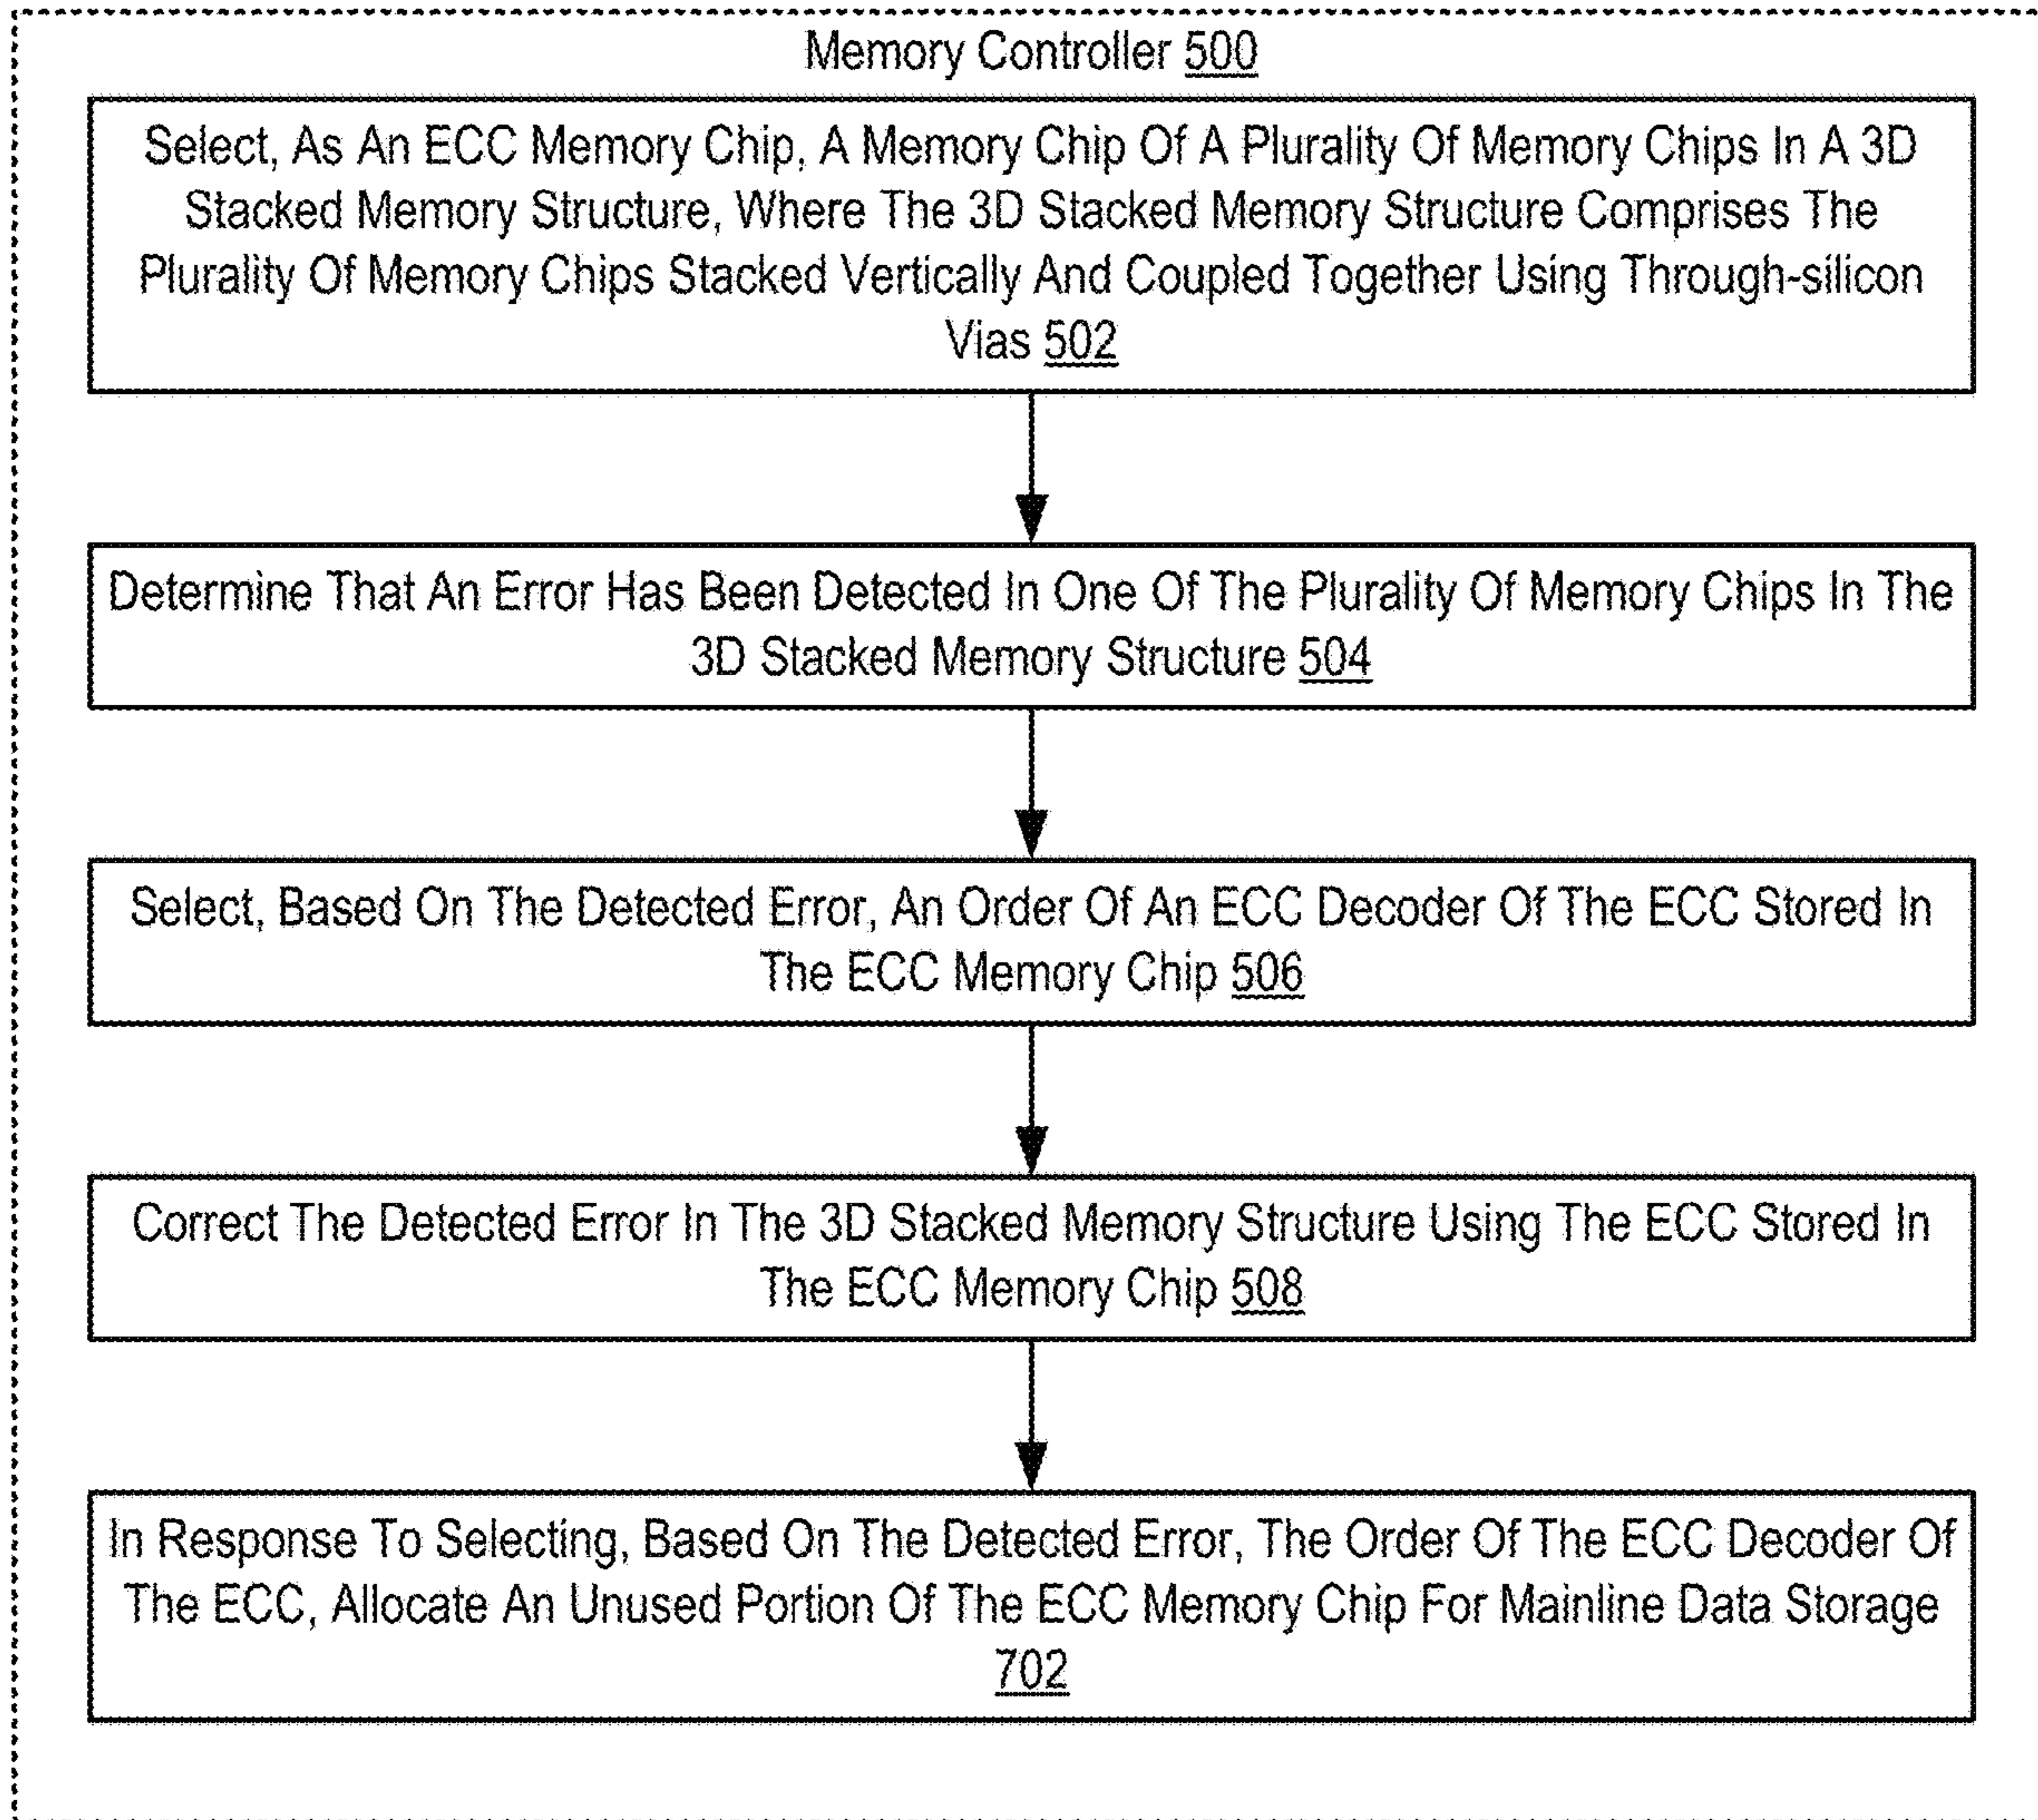 Memory Controller 500
Select, As An ECC Memory Chip, A Memory Chip Of A Plurality Of Memory Chips In A 3D
Stacked Memory Structure, Where The 3D Stacked Memory Structure Comprises The
Plurality Of Memory Chips Stacked Vertically And Coupled Together Using Through-silicon
Vias 502
Determine That An Error Has Been Detected In One Of The Plurality Of Memory Chips In The
3D Stacked Memory Structure 504
Select, Based On The Detected Error, An Order Of An ECC Decoder Of The ECC Stored In
The ECC Memory Chip 506
Correct The Detected Error In The 3D Stacked Memory Structure Using The ECC Stored In
The ECC Memory Chip 508
In Response To Selecting, Based On The Detected Error, The Order Of The ECC Decoder Of
The ECC, Allocate An Unused Portion Of The ECC Memory Chip For Mainline Data Storage
702